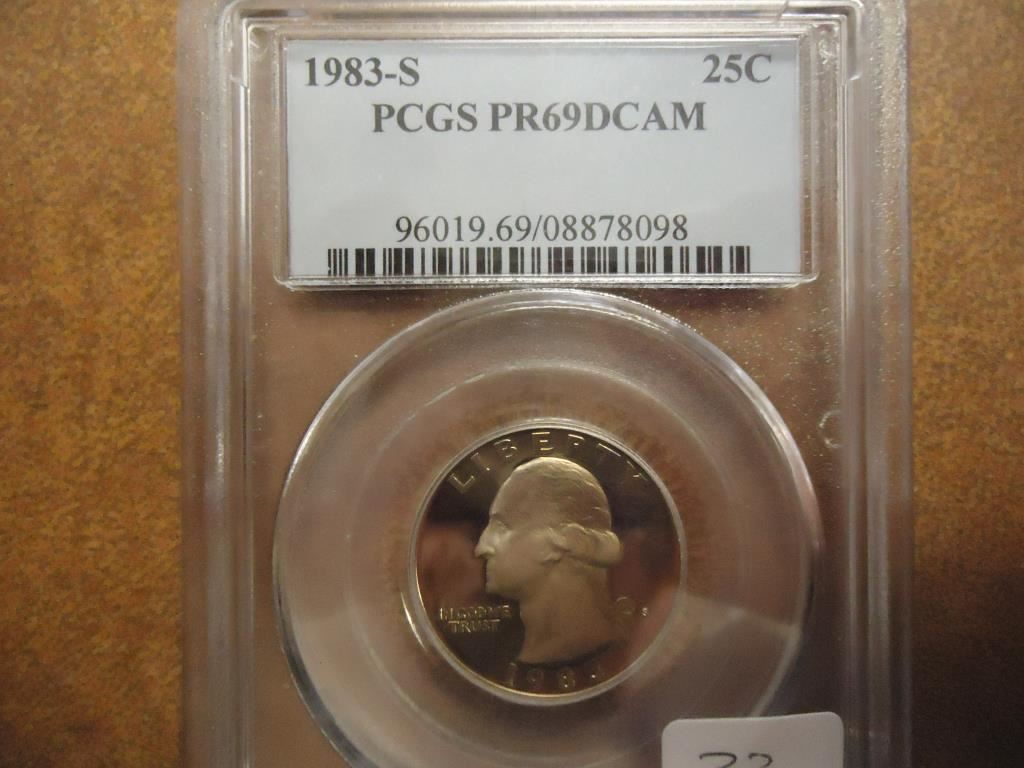 1983-S 25C
PCGS PR69DCAM
96019.69/08878098
LIBERTY
IN GOD WE
TRUST
S